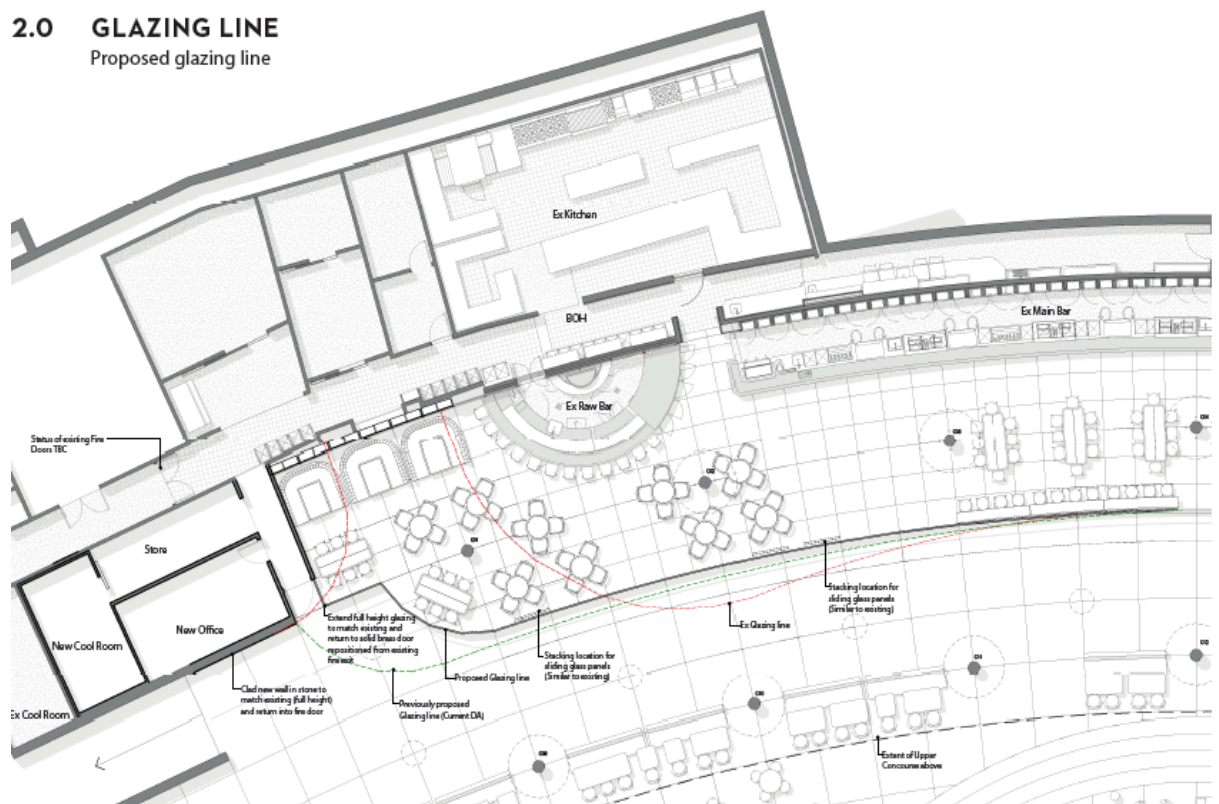 2.0 GLAZING LINE
Proposed glazing line
Ex Kitchen
BOH
Ex Main Bar
Ex Raw Bar
Status of existing Fire
Doors TBC
Store
New Office
New Cool Room
Ex Cool Room
Extend full height glazing
to match existing and
return to solid brass door
repositioned from existing
fire exit
Stacking location for
sliding glass panels
(Similar to existing)
Ex Glazing line
Stacking location for
sliding glass panels
(Similar to existing)
Proposed Glazing line
Clad new wall in stone to
match existing (full height)
and return into fire door
Previously proposed
Glazing line (Current DA)
Extent of Upper
Concourse above